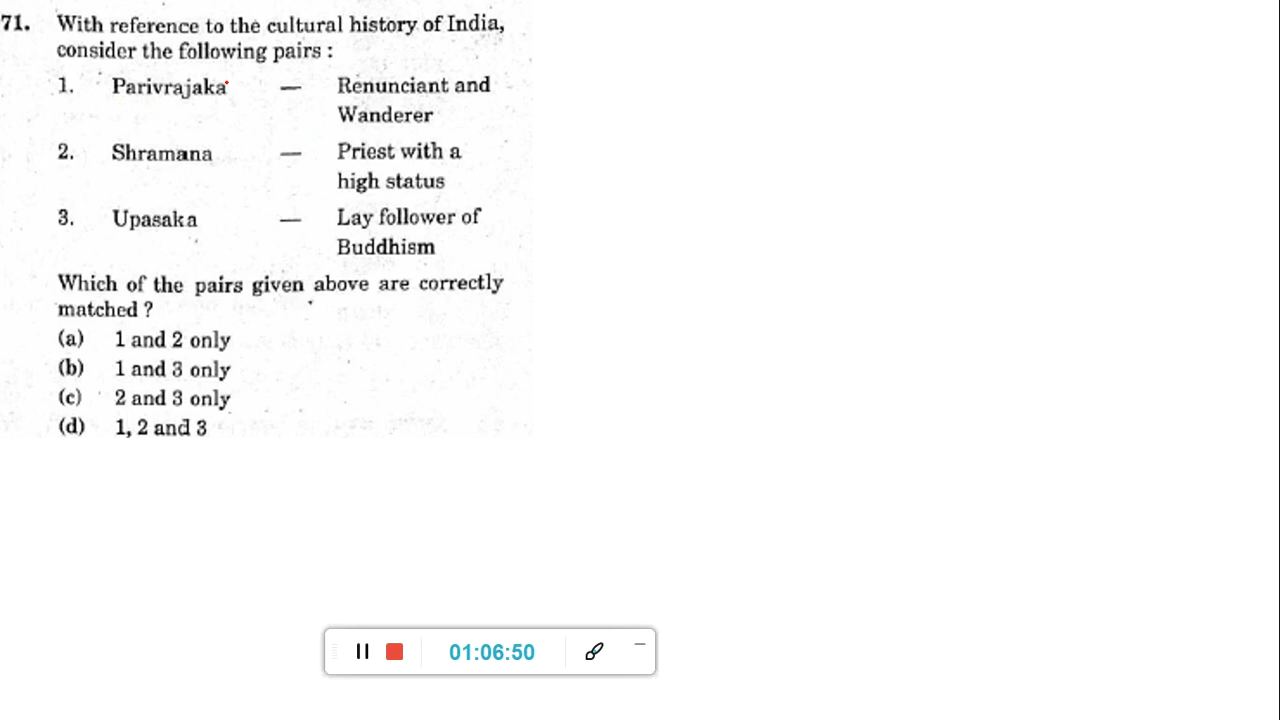 71. With reference to the cultural history of India,
consider the following pairs :
1. Parivrajaka — Renunciant and
Wanderer
2. Shramana — Priest with a
high status
3. Upasaka — Lay follower of
Buddhism
Which of the pairs given above are correctly
matched ?
(a) 1 and 2 only
(b) 1 and 3 only
(c) 2 and 3 only
(d) 1, 2 and 3
01:06:50